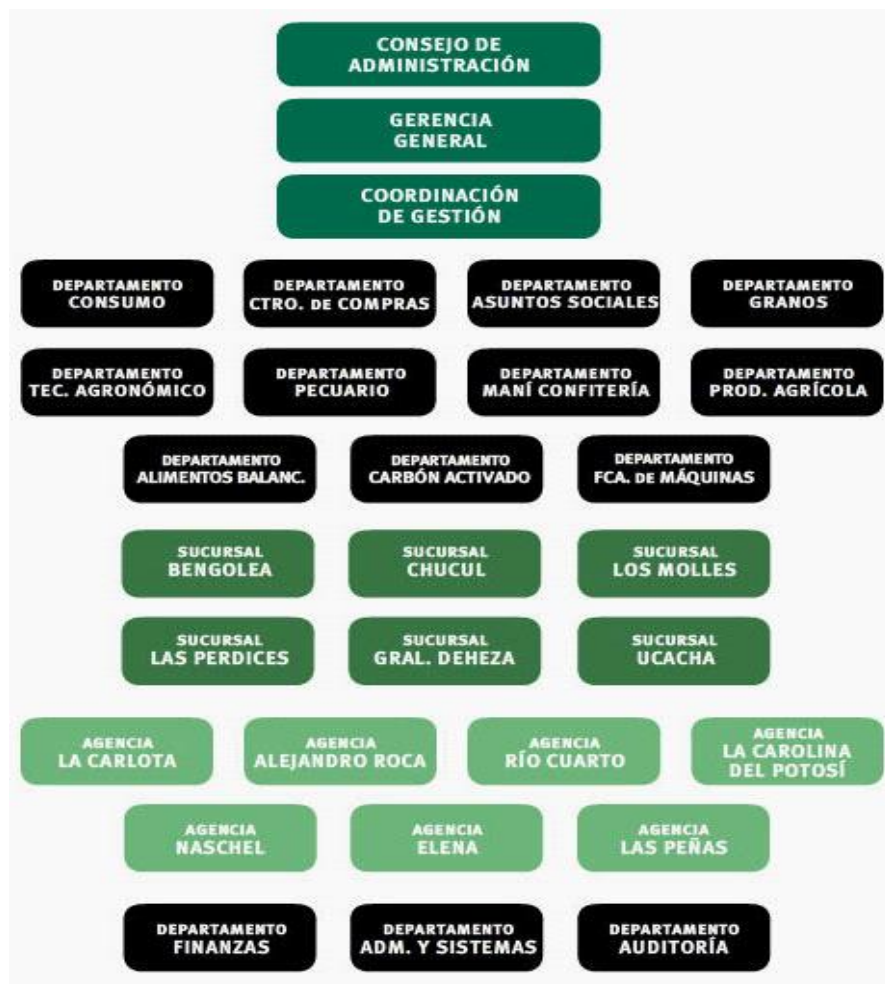 CONSEJO DE
ADMINISTRACIÓN
GERENCIA
GENERAL
COORDINACIÓN
DE GESTIÓN
DEPARTAMENTO
CONSUMO
DEPARTAMENTO
CTRO. DE COMPRAS
DEPARTAMENTO
ASUNTOS SOCIALES
DEPARTAMENTO
GRANOS
DEPARTAMENTO
TEC. AGRONÓMICO
DEPARTAMENTO
PECUARIO
DEPARTAMENTO
MANÍ CONFITERÍA
DEPARTAMENTO
PROD. AGRÍCOLA
DEPARTAMENTO
ALIMENTOS BALANC.
DEPARTAMENTO
CARBÓN ACTIVADO
DEPARTAMENTO
FCA. de MÁQUINAS
SUCURSAL
BENGOLEA
SUCURSAL
CHUCUL
SUCURSAL
LOS MOLLES
SUCURSAL
LAS PERDICES
SUCURSAL
GRAL. DEHEZA
SUCURSAL
UCACHA
AGENCIA
LA CARLOTA
AGENCIA
ALEJANDRO ROCA
AGENCIA
RÍO CUARTO
AGENCIA
LA CAROLINA
DEL POTOSÍ
AGENCIA
NASCHEL
AGENCIA
ELENA
AGENCIA
LAS PEÑAS
DEPARTAMENTO
FINANZAS
DEPARTAMENTO
ADM. Y SISTEMAS
DEPARTAMENTO
AUDITORÍA